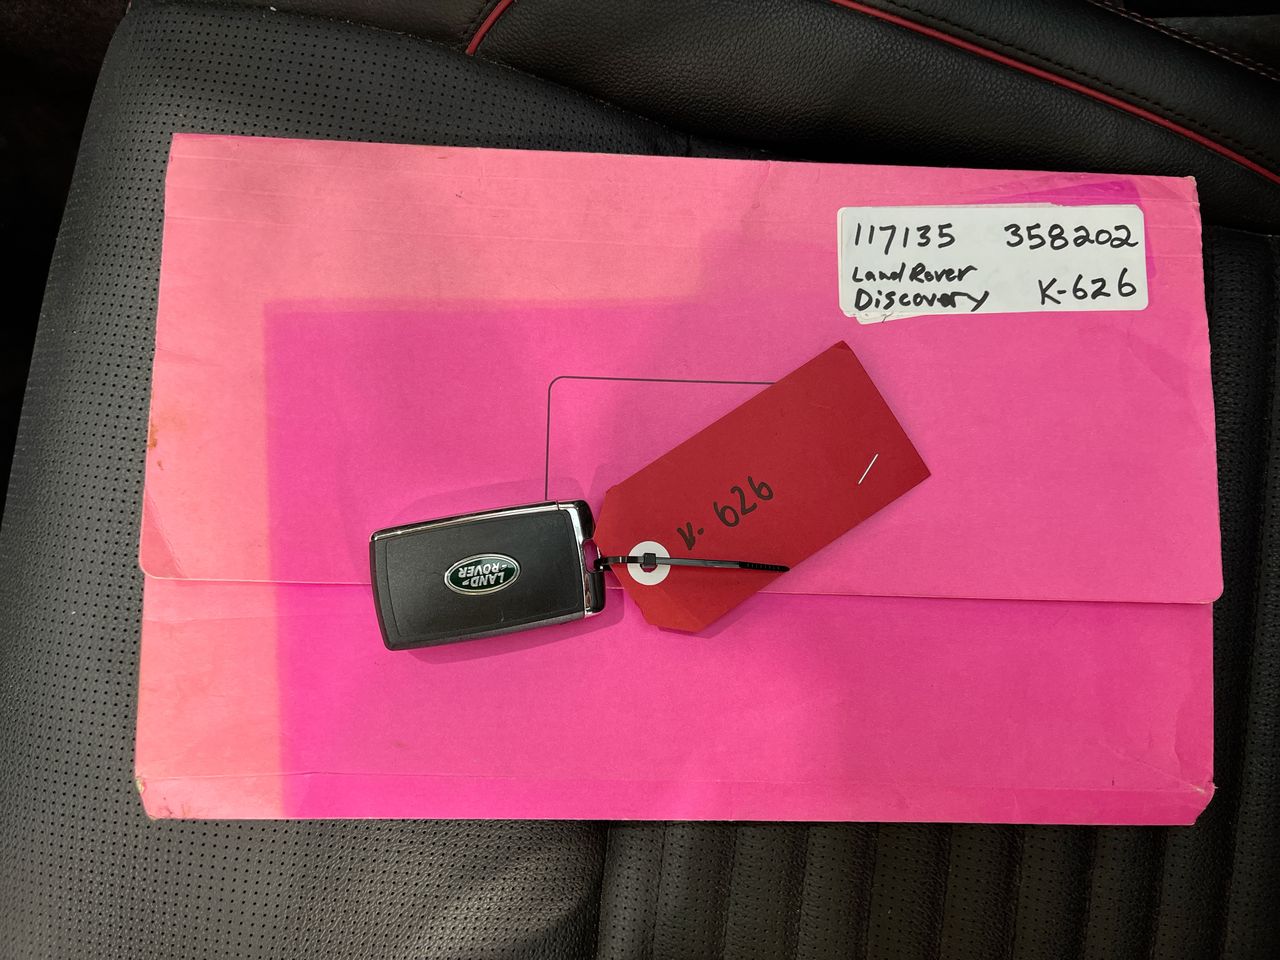 117135 358202
Land Rover
Discovery K-626
K-626
LAND-
-ROVER